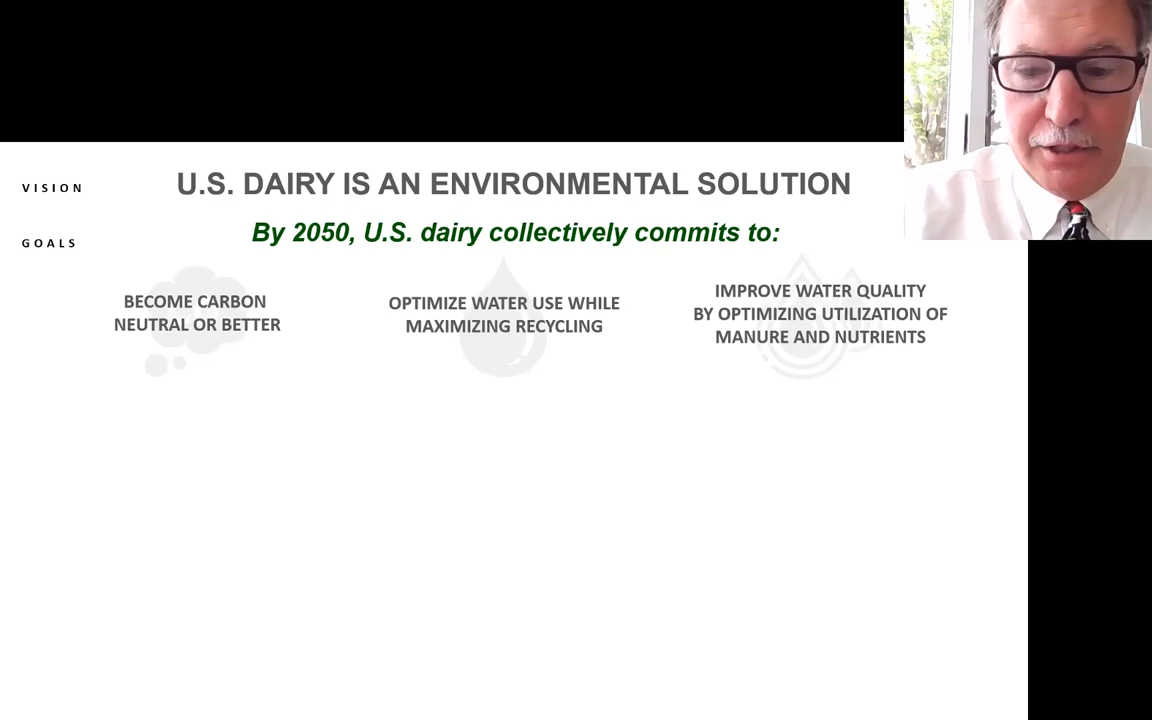 VISION
U.S. DAIRY IS AN ENVIRONMENTAL SOLUTION
GOALS
By 2050, U.S. dairy collectively commits to:
BECOME CARBON
NEUTRAL OR BETTER
OPTIMIZE WATER USE WHILE
MAXIMIZING RECYCLING
IMPROVE WATER QUALITY
BY OPTIMIZING UTILIZATION OF
MANURE AND NUTRIENTS